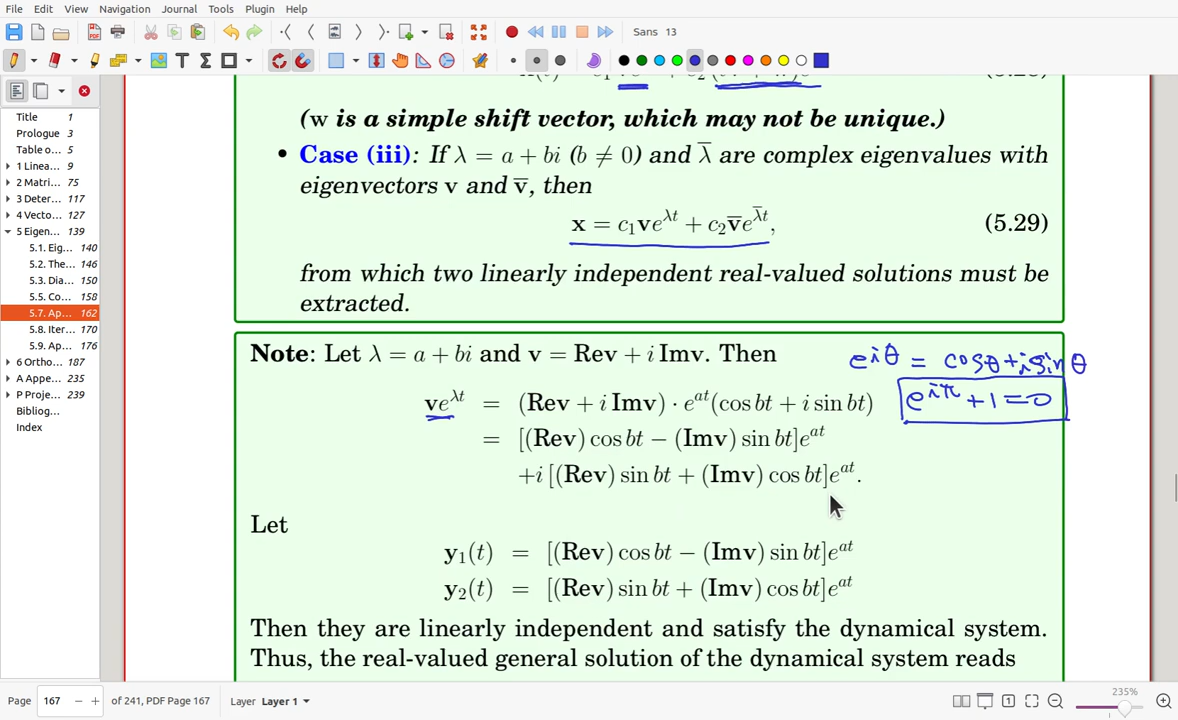 File Edit View Navigation Journal Tools Plugin Help
Sans 13
Title 1
Prologue 3
Table o... 5
1 Linea... 9
2 Matri... 75
3 Deter... 117
4 Vecto... 127
5 Eigen... 139
5.1. Eig... 140
5.2. The... 146
5.3. Dia... 150
5.5. Co... 158
5.7. Ap... 162
5.8. Iter... 170
5.9. Ap... 176
6 Ortho... 187
A Appe... 235
P Proje... 239
Bibliog...
Index
(w is a simple shift vector, which may not be unique.)
• Case (iii): If λ = a + bi (b ≠ 0) and λ̅ are complex eigenvalues with
eigenvectors v and v̅, then
x = c₁ve^{λt} + c₂v̅e^{λ̅t}, (5.29)
from which two linearly independent real-valued solutions must be
extracted.
Note: Let λ = a + bi and v = Rev + i Imv. Then
e^{iθ} = cosθ + i sinθ
ve^{λt} = (Rev + i Imv) · e^{at}(cos bt + i sin bt)
e^{iπ} + 1 = 0
= [(Rev) cos bt − (Imv) sin bt]e^{at}
+i [(Rev) sin bt + (Imv) cos bt]e^{at}.
Let
y₁(t) = [(Rev) cos bt − (Imv) sin bt]e^{at}
y₂(t) = [(Rev) sin bt + (Imv) cos bt]e^{at}
Then they are linearly independent and satisfy the dynamical system.
Thus, the real-valued general solution of the dynamical system reads
Page 167 − + of 241, PDF Page 167 Layer Layer 1
235%